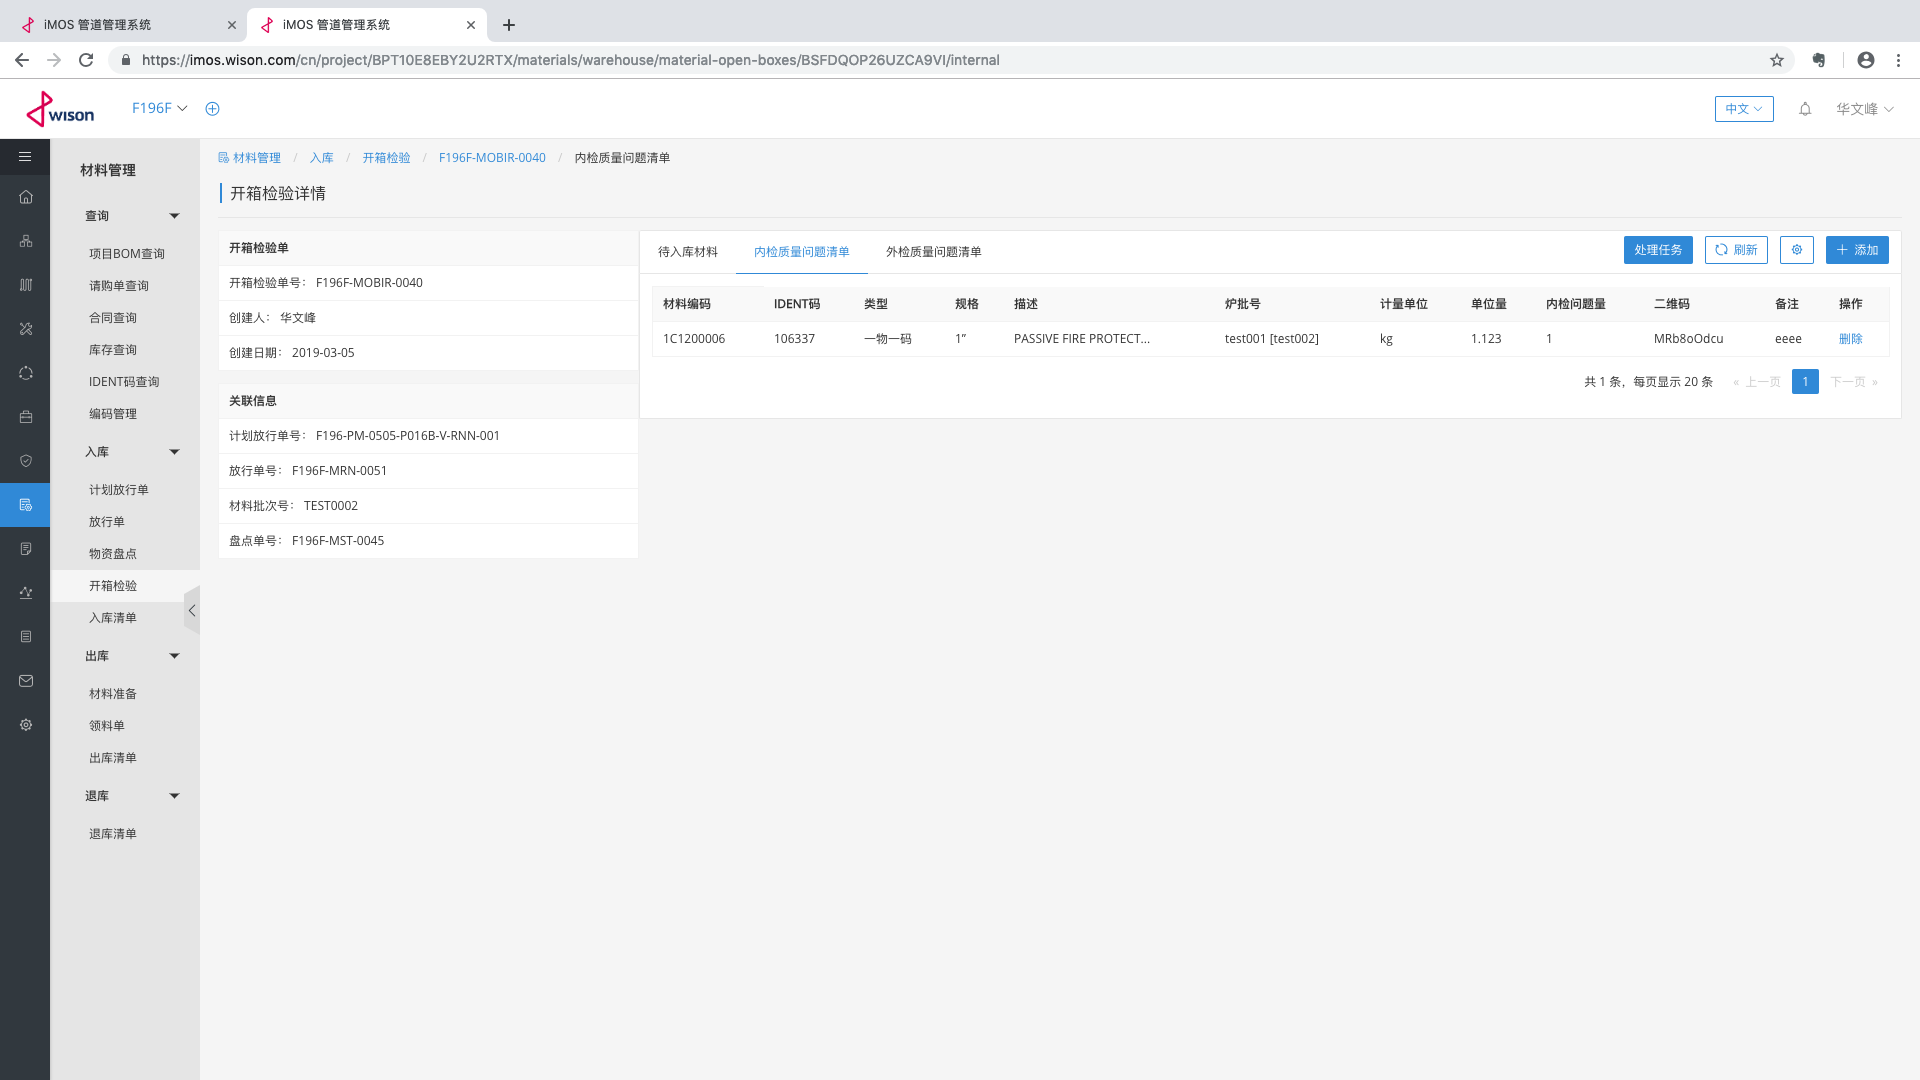 iMOS 管道管理系统
iMOS 管道管理系统
https://imos.wison.com/cn/project/BPT10E8EBY2U2RTX/materials/warehouse/material-open-boxes/BSFDQOP26UZCA9VI/internal
wison
F196F
中文
华文峰
材料管理
查询
项目BOM查询
请购单查询
合同查询
库存查询
IDENT码查询
编码管理
入库
计划放行单
放行单
物资盘点
开箱检验
入库清单
出库
材料准备
领料单
出库清单
退库
退库清单
材料管理 / 入库 / 开箱检验 / F196F-MOBIR-0040 / 内检质量问题清单
开箱检验详情
开箱检验单
开箱检验单号： F196F-MOBIR-0040
创建人： 华文峰
创建日期： 2019-03-05
关联信息
计划放行单号： F196-PM-0505-P016B-V-RNN-001
放行单号： F196F-MRN-0051
材料批次号： TEST0002
盘点单号： F196F-MST-0045
待入库材料 内检质量问题清单 外检质量问题清单
处理任务 刷新 添加
材料编码 IDENT码 类型 规格 描述 炉批号 计量单位 单位量 内检问题量 二维码 备注 操作
1C1200006 106337 一物一码 1” PASSIVE FIRE PROTECT... test001 [test002] kg 1.123 1 MRb8oOdcu eeee 删除
共 1 条，每页显示 20 条 « 上一页 1 下一页 »